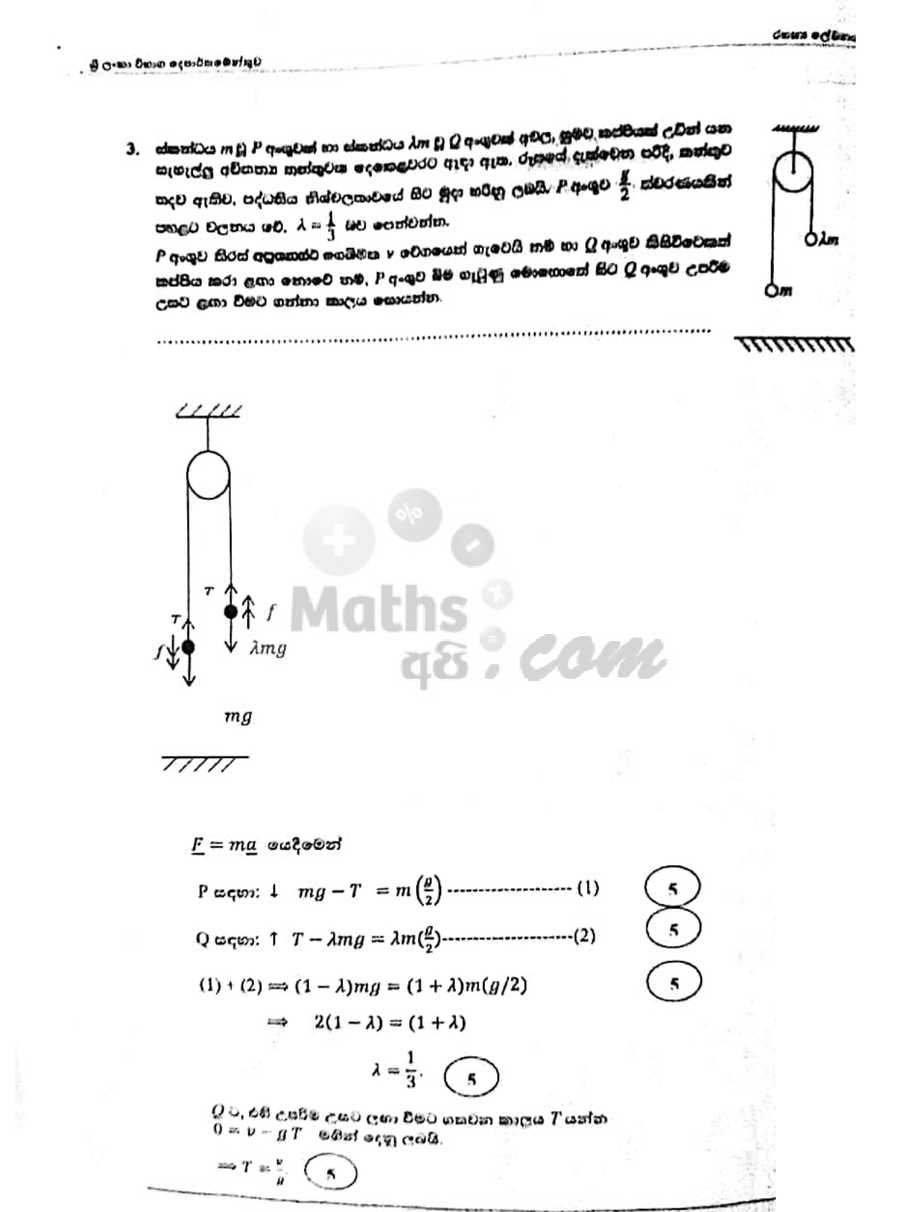 ශ්‍රී ලංකා විභාග දෙපාර්තමේන්තුව
3. ස්කන්ධය m වූ P අංශුවක් හා ස්කන්ධය λm වූ Q අංශුවක් අචල, සුමට කප්පියක් උඩින් යන
සැහැල්ලු අවිතන්‍ය තන්තුවක දෙකෙළවරට ඇඳා ඇත. රූපයේ දැක්වෙන පරිදි, තන්තුව
තදව ඇතිව, පද්ධතිය නිශ්චලතාවයේ සිට මුදා හරිනු ලැබේ. P අංශුව g/2 ත්වරණයකින්
පහළට චලනය වේ. λ = 1/3 බව පෙන්වන්න.
P අංශුව තිරස් අප්‍රත්‍යස්ථ ගෙබිමක v වේගයෙන් ගැටෙයි නම් හා Q අංශුව කිසිවිටෙකත්
කප්පිය කරා ළඟා නොවේ නම්, P අංශුව බිම ගැටුණු මොහොතේ සිට Q අංශුව උපරිම
උසට ළඟා වීමට ගන්නා කාලය සොයන්න.
λm
m
T
T
f
f
λmg
mg
Maths
අපි.com
F = ma යෙදීමෙන්
P සඳහා: ↓ mg − T = m(g/2) -------------------- (1) 5
Q සඳහා: ↑ T − λmg = λm(g/2)---------------------(2) 5
(1) + (2) ⟹ (1 − λ)mg = (1 + λ)m(g/2) 5
⟹ 2(1 − λ) = (1 + λ)
λ = 1/3. 5
Q ට, එහි උපරිම උසට ළඟා වීමට ගතවන කාලය T යන්න
0 = v − gT මගින් දෙනු ලබයි.
⟹ T = v/g 5